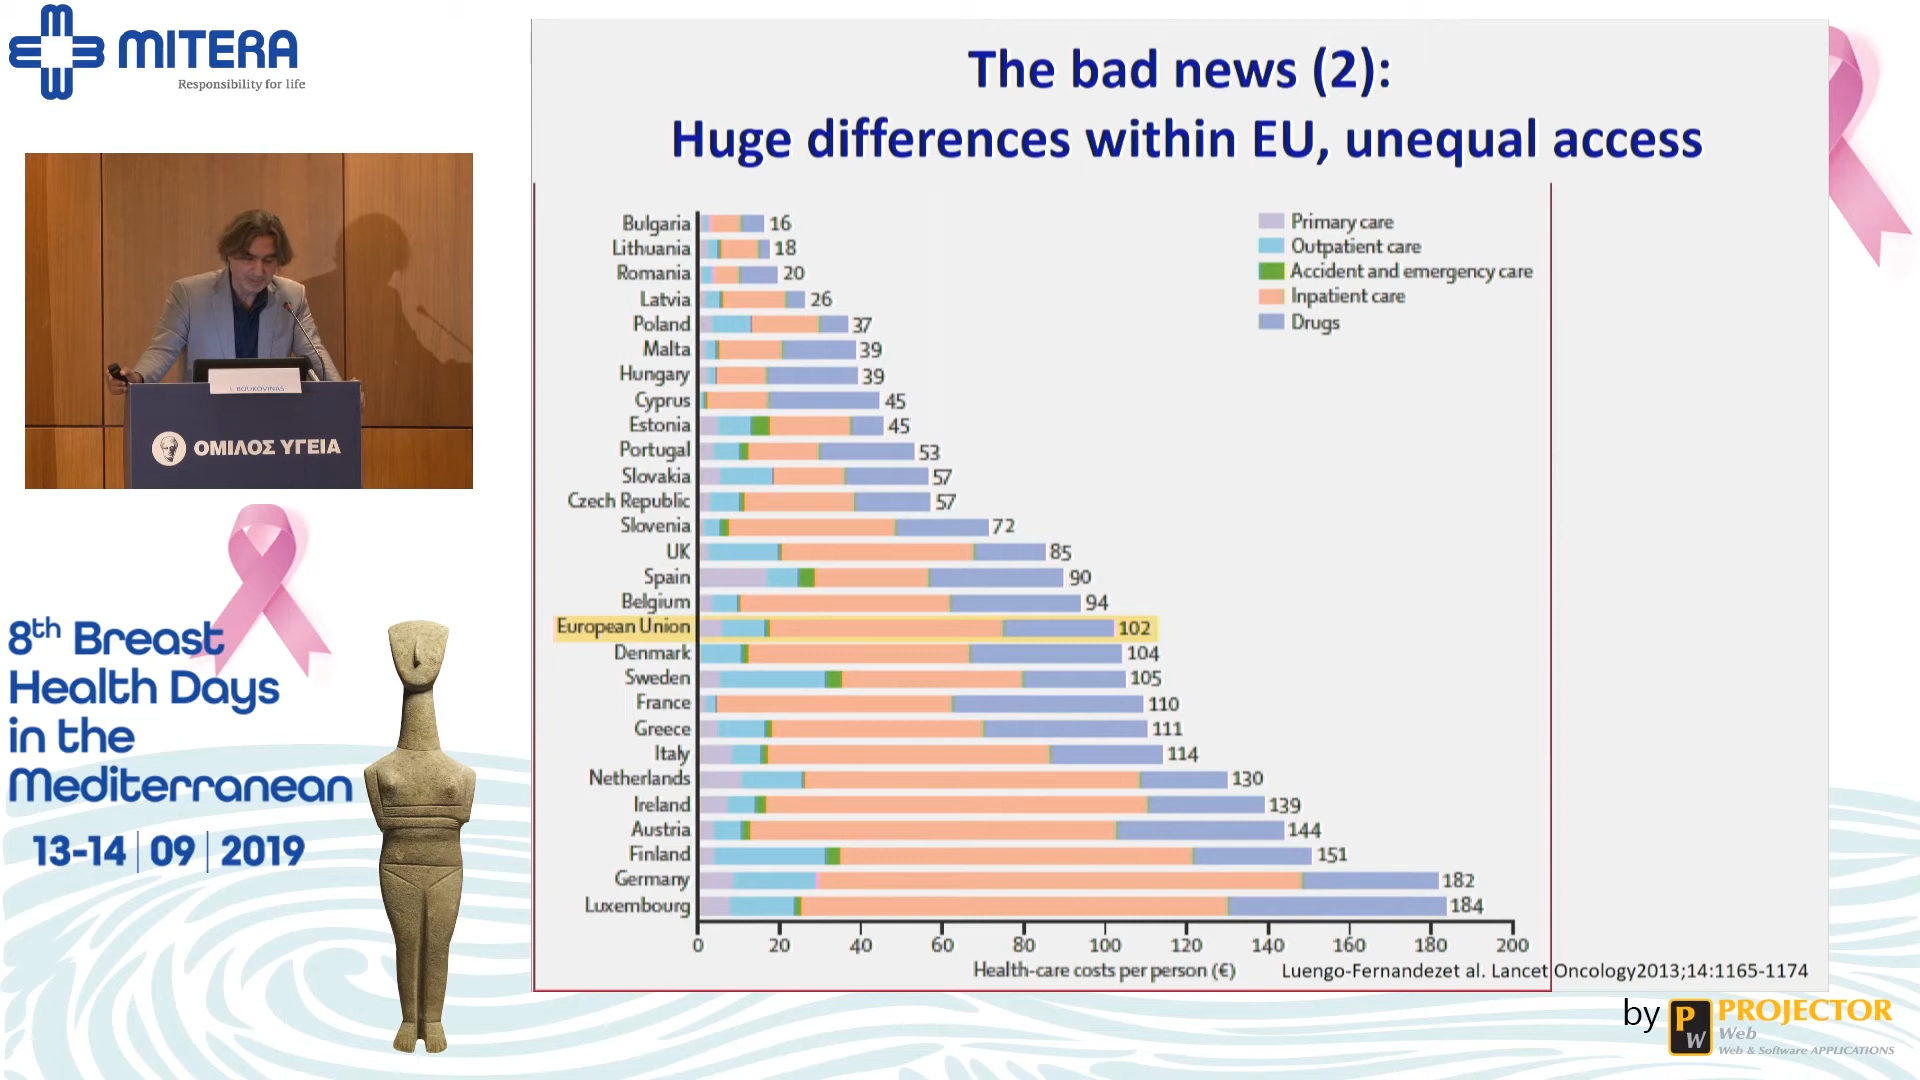 MITERA
Responsibility for life
I. BOUKOVINAS
ΟΜΙΛΟΣ ΥΓΕΙΑ
8th Breast
Health Days
in the
Mediterranean
13-14 | 09 | 2019
The bad news (2):
Huge differences within EU, unequal access
Bulgaria 16
Lithuania 18
Romania 20
Latvia 26
Poland 37
Malta 39
Hungary 39
Cyprus 45
Estonia 45
Portugal 53
Slovakia 57
Czech Republic 57
Slovenia 72
UK 85
Spain 90
Belgium 94
European Union 102
Denmark 104
Sweden 105
France 110
Greece 111
Italy 114
Netherlands 130
Ireland 139
Austria 144
Finland 151
Germany 182
Luxembourg 184
0 20 40 60 80 100 120 140 160 180 200
Health-care costs per person (€)
Primary care
Outpatient care
Accident and emergency care
Inpatient care
Drugs
Luengo-Fernandezet al. Lancet Oncology2013;14:1165-1174
by PW PROJECTOR
Web
Web & Software APPLICATIONS